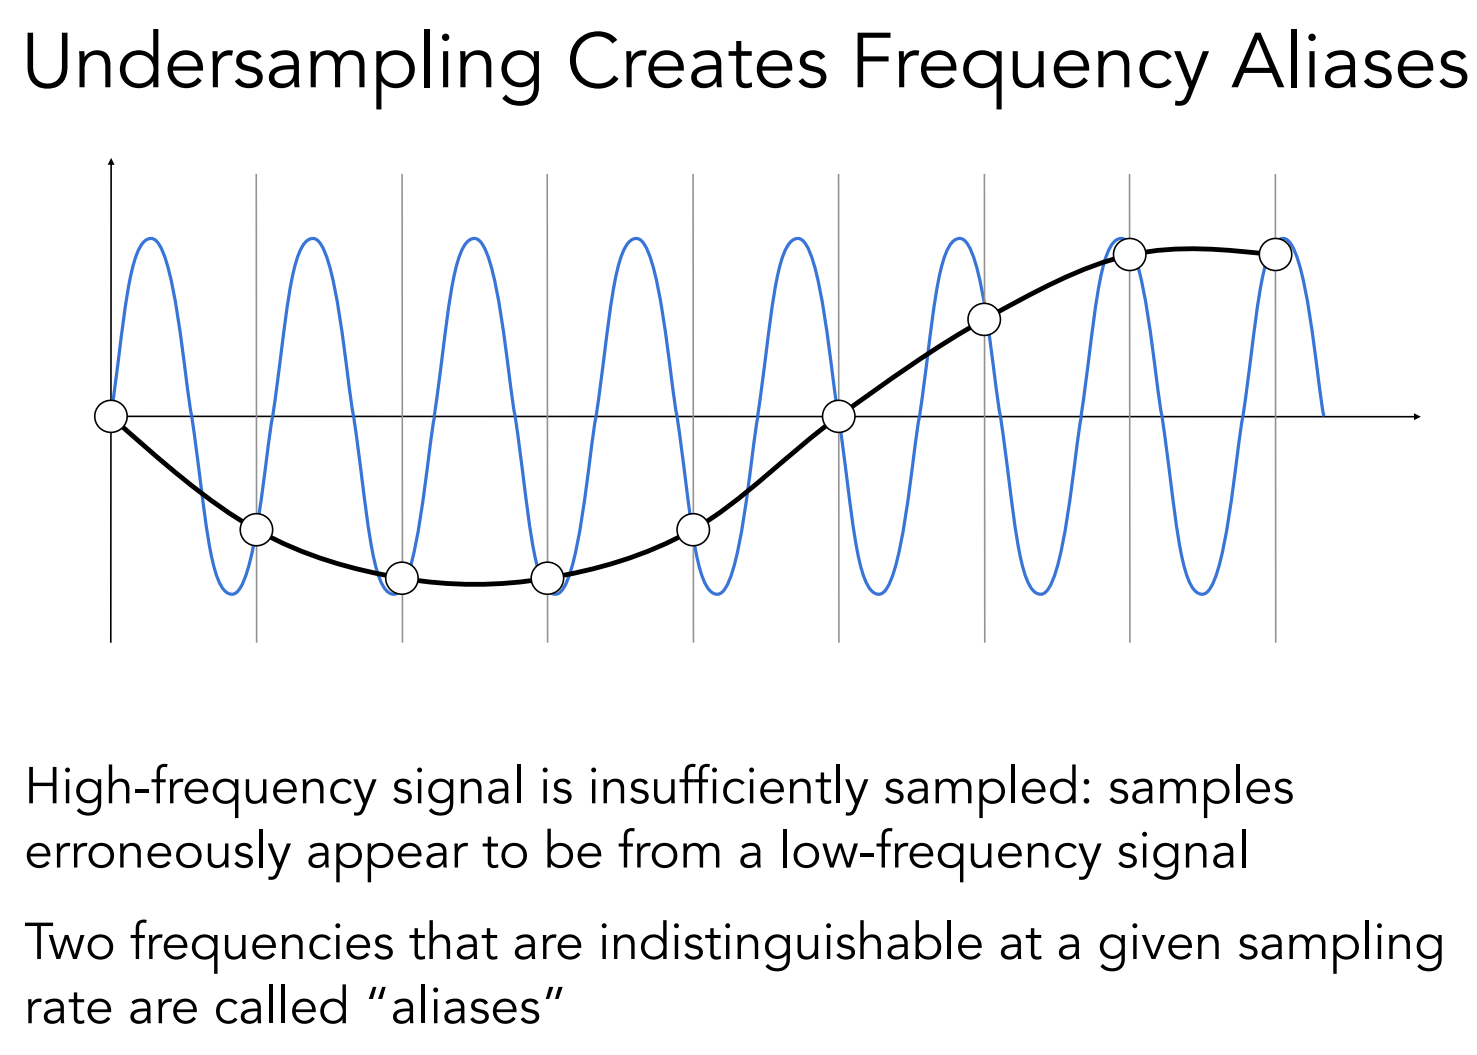 Undersampling Creates Frequency Aliases
High-frequency signal is insufficiently sampled: samples
erroneously appear to be from a low-frequency signal
Two frequencies that are indistinguishable at a given sampling
rate are called “aliases”